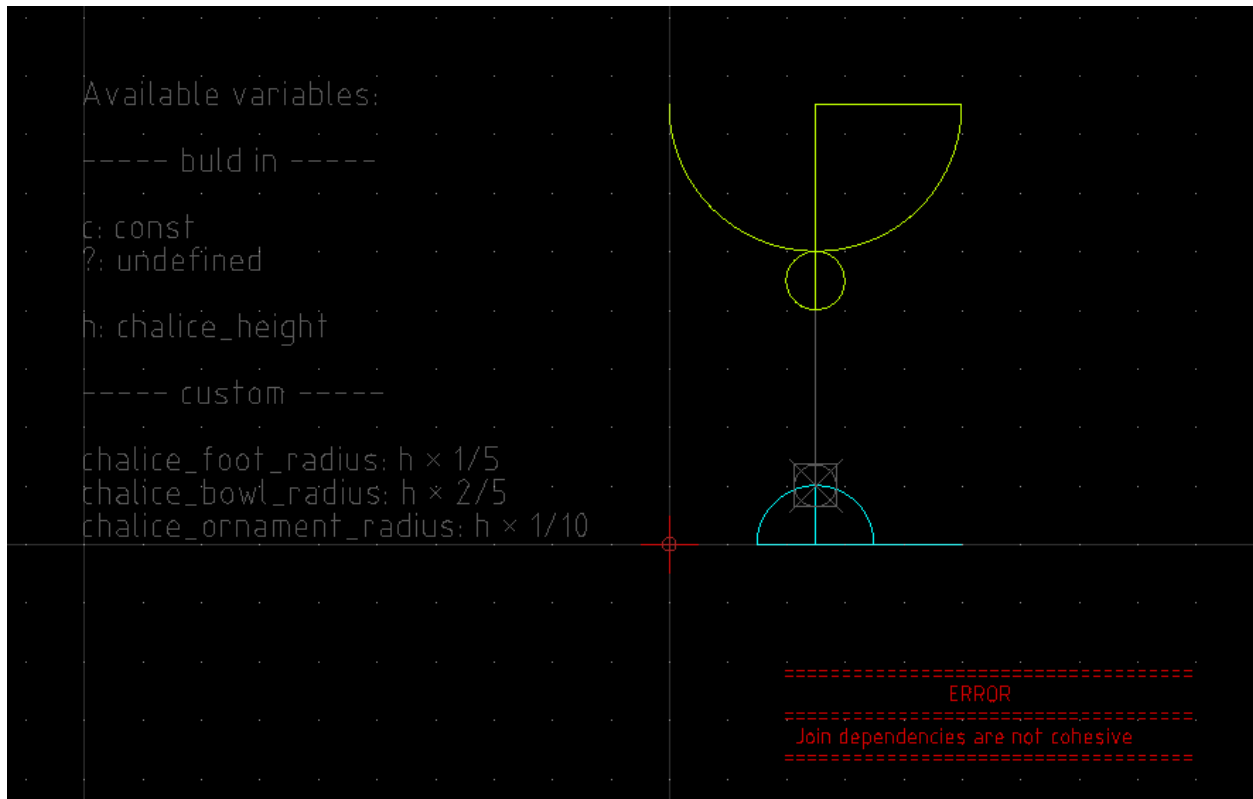 Available variables:
----- buld in -----
c: const
?: undefined
h: chalice_height
----- custom -----
chalice_foot_radius: h × 1/5
chalice_bowl_radius: h × 2/5
chalice_ornament_radius: h × 1/10
ERROR
Join dependencies are not cohesive